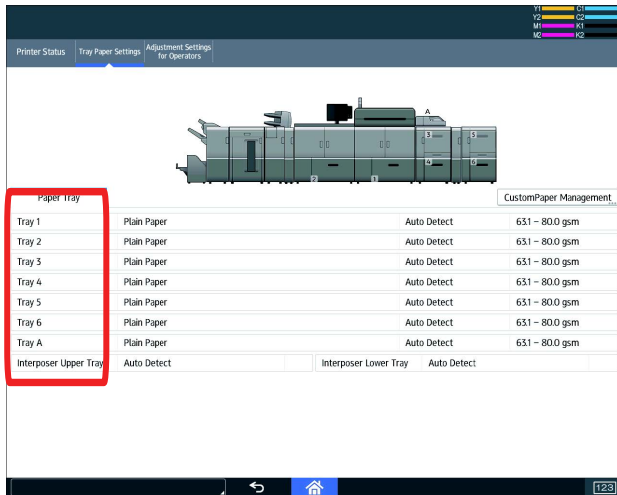 Y1 C1
Y2 C2
M1 K1
M2 K2
Printer Status Tray Paper Settings Adjustment Settings for Operators
A
3 5
4 6
2 1
Paper Tray CustomPaper Management...
Tray 1 Plain Paper Auto Detect 63.1 – 80.0 gsm
Tray 2 Plain Paper Auto Detect 63.1 – 80.0 gsm
Tray 3 Plain Paper Auto Detect 63.1 – 80.0 gsm
Tray 4 Plain Paper Auto Detect 63.1 – 80.0 gsm
Tray 5 Plain Paper Auto Detect 63.1 – 80.0 gsm
Tray 6 Plain Paper Auto Detect 63.1 – 80.0 gsm
Tray A Plain Paper Auto Detect 63.1 – 80.0 gsm
Interposer Upper Tray Auto Detect Interposer Lower Tray Auto Detect
123